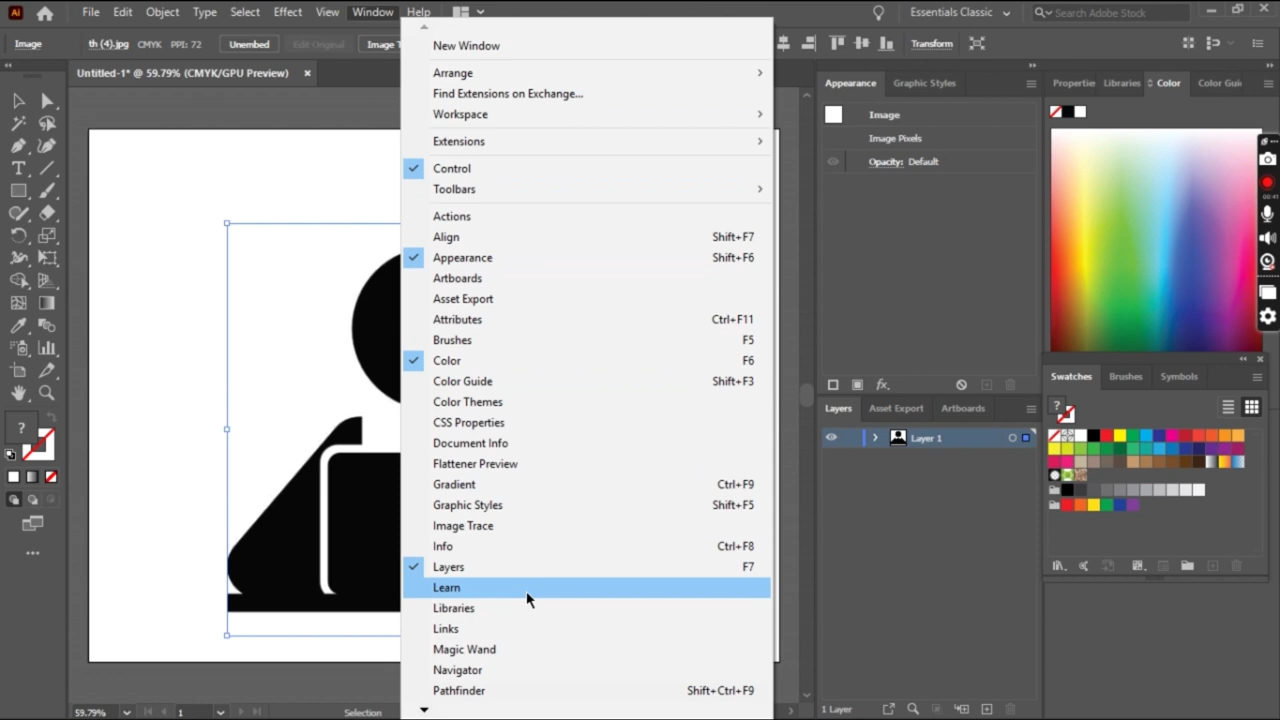 Ai File Edit Object Type Select Effect View Window Help Essentials Classic Search Adobe Stock
Image th (4).jpg CMYK PPI: 72 Unembed Edit Original Image T Transform
Untitled-1* @ 59.79% (CMYK/GPU Preview) ×
New Window
Arrange
Find Extensions on Exchange...
Workspace
Extensions
Control
Toolbars
Actions
Align Shift+F7
Appearance Shift+F6
Artboards
Asset Export
Attributes Ctrl+F11
Brushes F5
Color F6
Color Guide Shift+F3
Color Themes
CSS Properties
Document Info
Flattener Preview
Gradient Ctrl+F9
Graphic Styles Shift+F5
Image Trace
Info Ctrl+F8
Layers F7
Learn
Libraries
Links
Magic Wand
Navigator
Pathfinder Shift+Ctrl+F9
Appearance Graphic Styles
Image
Image Pixels
Opacity: Default
fx.
Layers Asset Export Artboards
Layer 1
1 Layer
Propertie Libraries Color Color Gui
Swatches Brushes Symbols
?
?
59.79% 1 Selection